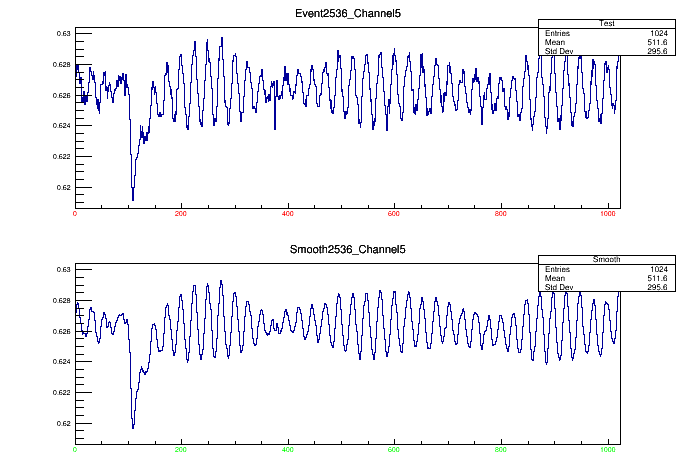 Event2536_Channel5
Test
Entries 1024
Mean 511.6
Std Dev 295.6
0.63
0.628
0.626
0.624
0.622
0.62
0 200 400 600 800 1000
Smooth2536_Channel5
Smooth
Entries 1024
Mean 511.6
Std Dev 295.6
0.63
0.628
0.626
0.624
0.622
0.62
0 200 400 600 800 1000